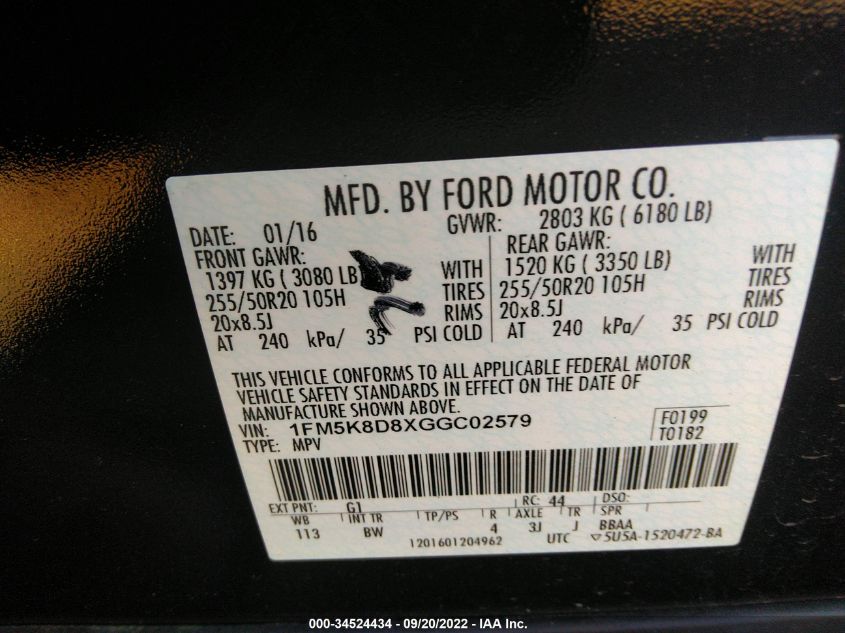 MFD. BY FORD MOTOR CO.
DATE: 01/16 GVWR: 2803 KG ( 6180 LB)
FRONT GAWR: REAR GAWR:
1397 KG ( 3080 LB WITH 1520 KG ( 3350 LB) WITH
255/50R20 105H TIRES 255/50R20 105H TIRES
20x8.5J RIMS 20x8.5J RIMS
AT 240 kPa/ 35 PSI COLD AT 240 kPa/ 35 PSI COLD
THIS VEHICLE CONFORMS TO ALL APPLICABLE FEDERAL MOTOR
VEHICLE SAFETY STANDARDS IN EFFECT ON THE DATE OF
MANUFACTURE SHOWN ABOVE.
VIN: 1FM5K8D8XGGC02579 F0199
TYPE: MPV T0182
EXT PNT: G1 RC: 44 DSO:
WB INT TR TP/PS R AXLE TR SPR
113 BW 4 3J J BBAA
1201601204962 UTC ▽5U5A-1520472-BA
000-34524434 - 09/20/2022 - IAA Inc.